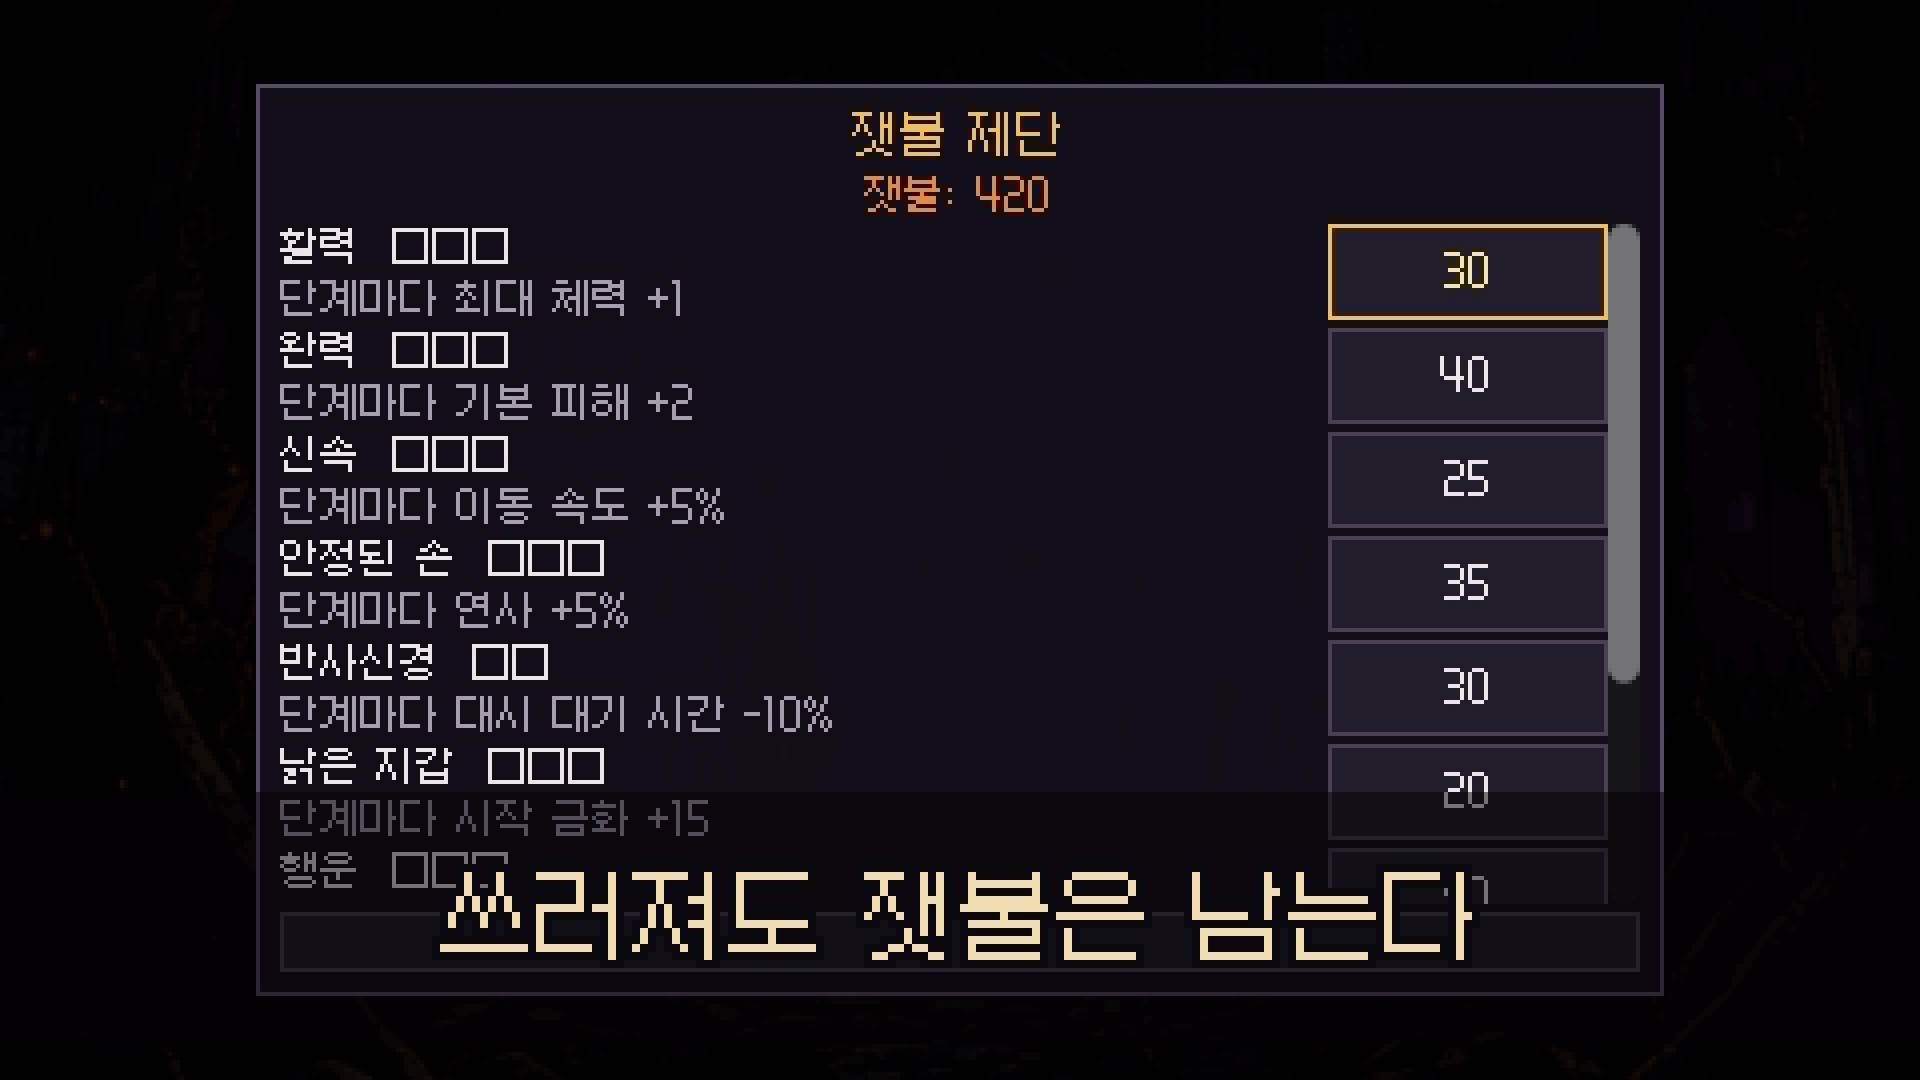 잿불 제단
잿불: 420
활력 □□□
30
단계마다 최대 체력 +1
완력 □□□
40
단계마다 기본 피해 +2
신속 □□□
25
단계마다 이동 속도 +5%
안정된 손 □□□
35
단계마다 연사 +5%
반사신경 □□
30
단계마다 대시 대기 시간 -10%
낡은 지갑 □□□
20
단계마다 시작 금화 +15
행운 □□□
쓰러져도 잿불은 남는다